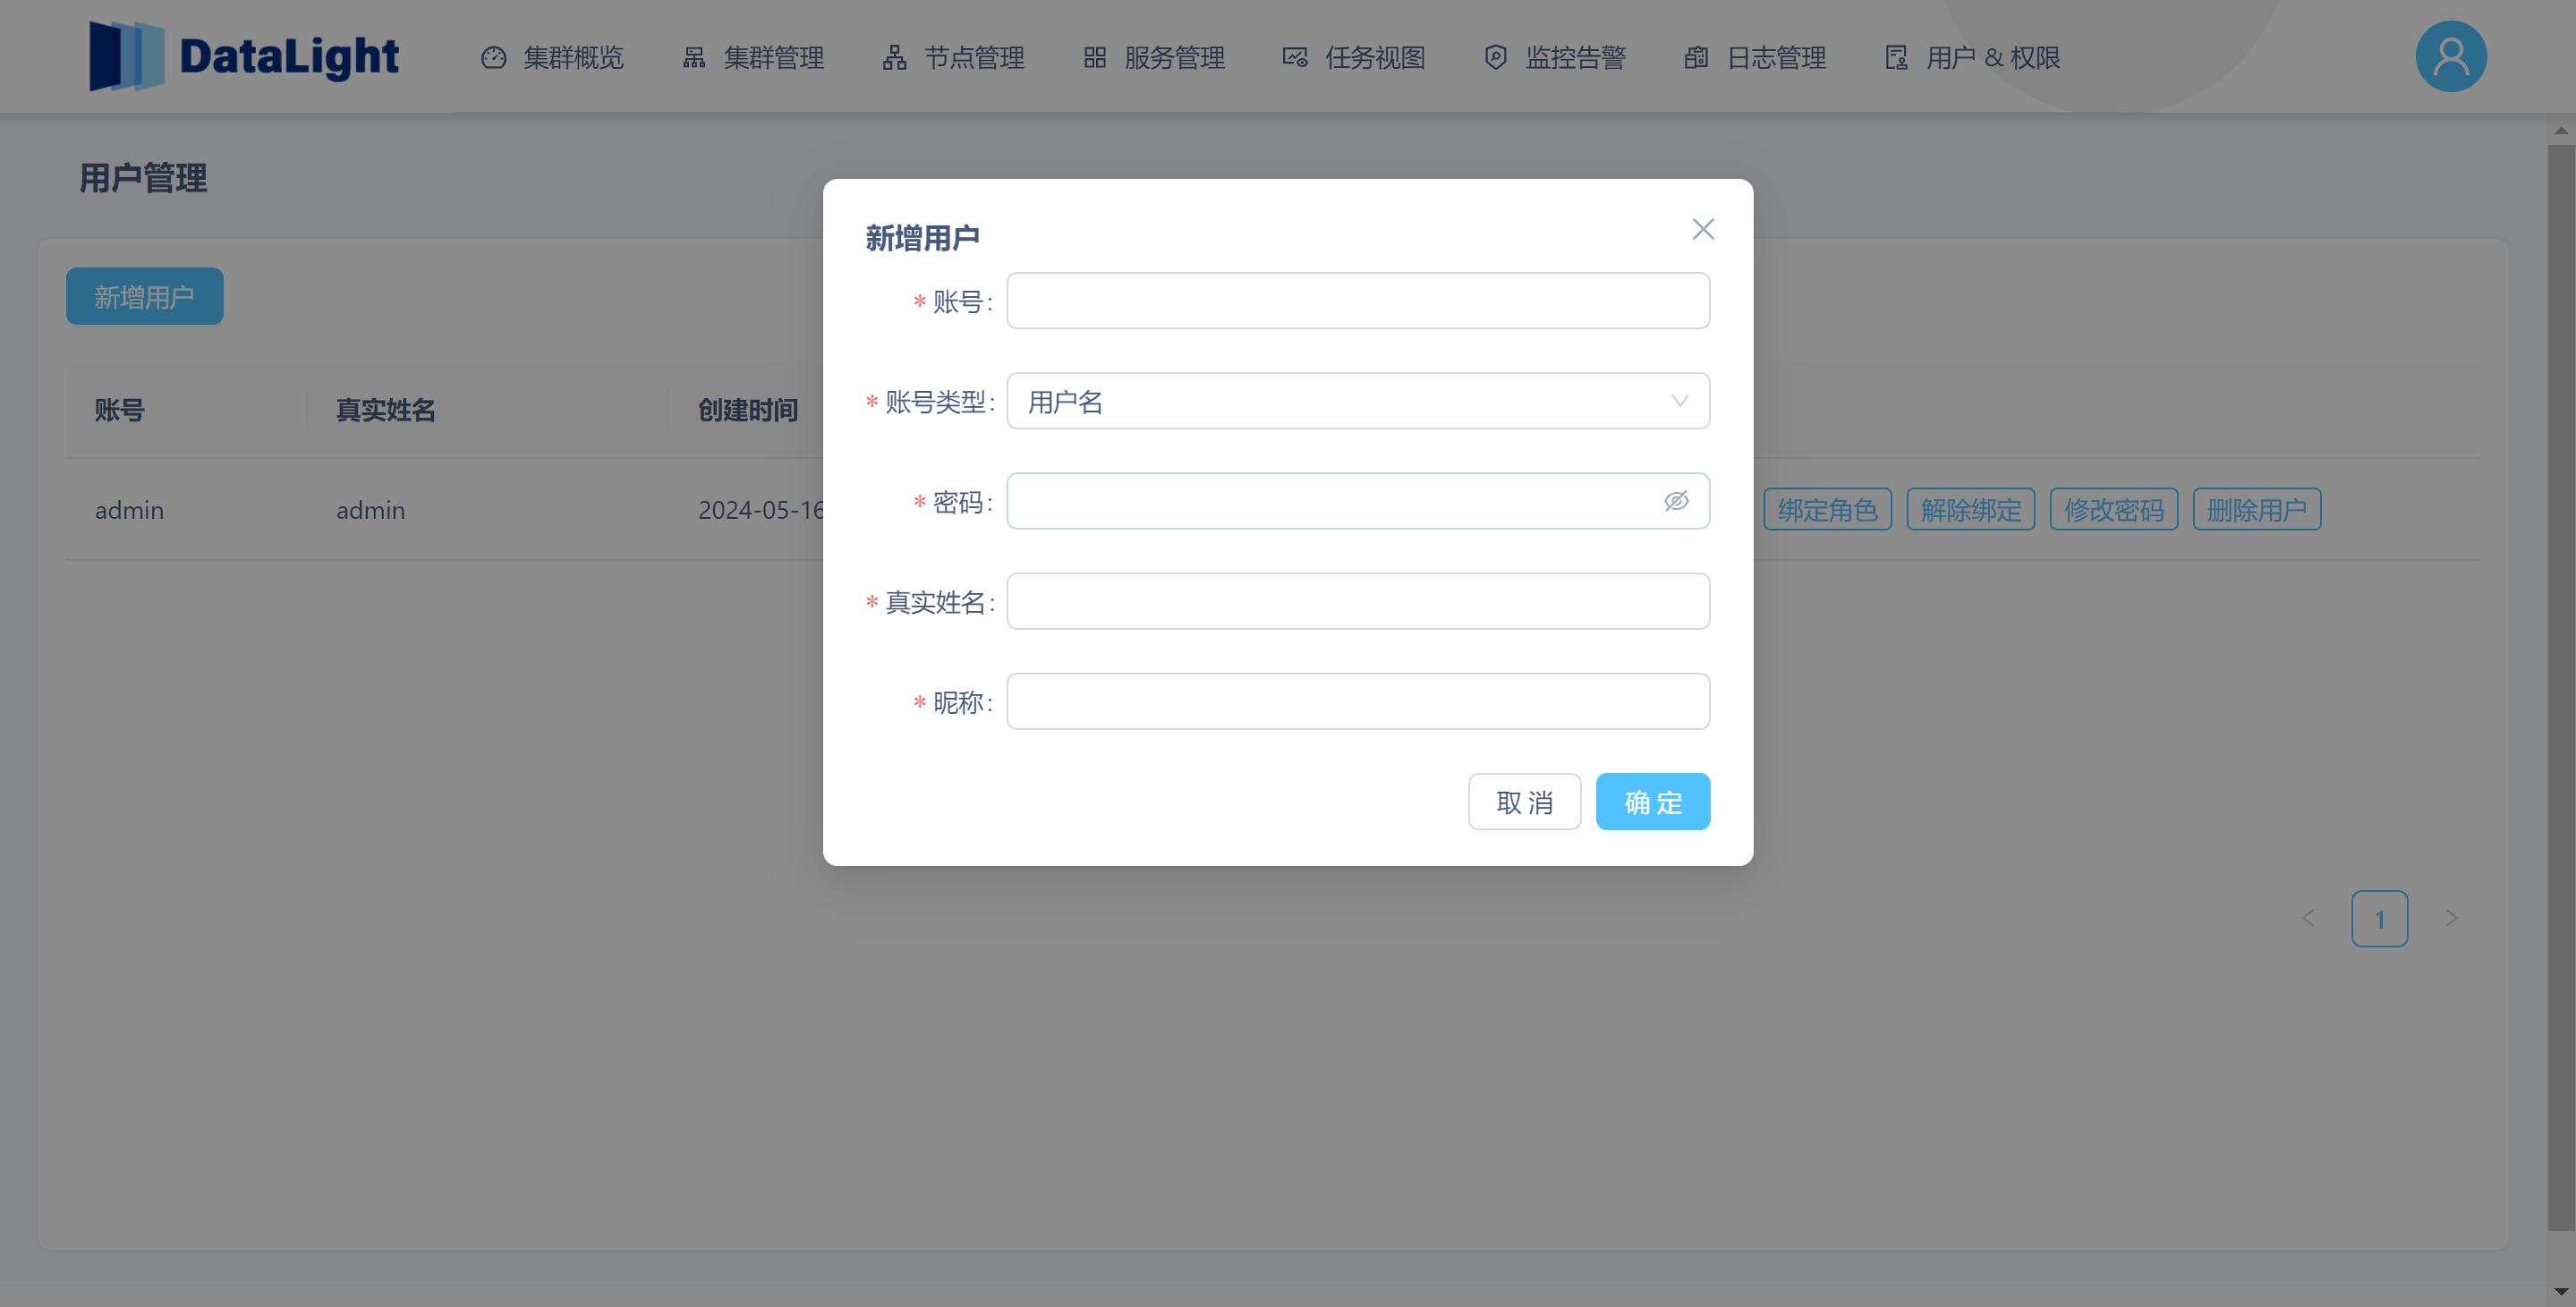 DataLight 集群概览 集群管理 节点管理 服务管理 任务视图 监控告警 日志管理 用户 & 权限
用户管理
新增用户
账号 真实姓名 创建时间
admin admin 2024-05-16 绑定角色 解除绑定 修改密码 删除用户
新增用户
* 账号:
* 账号类型: 用户名
* 密码:
* 真实姓名:
* 昵称:
取 消 确 定
< 1 >